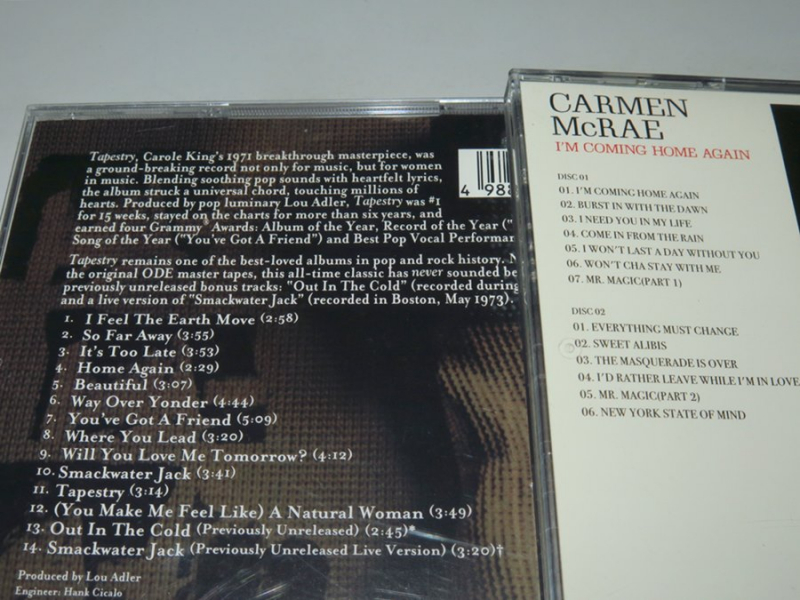 Tapestry, Carole King's 1971 breakthrough masterpiece, was
a ground-breaking record not only for music, but for women
in music. Blending soothing pop sounds with heartfelt lyrics,
the album struck a universal chord, touching millions of
hearts. Produced by pop luminary Lou Adler, Tapestry was #1
for 15 weeks, stayed on the charts for more than six years, and
earned four Grammy Awards: Album of the Year, Record of the Year ("
Song of the Year ("You've Got A Friend") and Best Pop Vocal
Tapestry remains one of the best-loved albums in pop and rock history.
the original ODE master tapes, this all-time classic has never sounded
previously unreleased bonus tracks: "Out In The Cold" (recorded during
and a live version of "Smackwater Jack" (recorded in Boston, May 1973).
1. I Feel The Earth Move (2:58)
2. So Far Away (3:55)
3. It's Too Late (3:53)
4. Home Again (2:29)
5. Beautiful (3:07)
6. Way Over Yonder (4:44)
7. You've Got A Friend (5:09)
8. Where You Lead (3:20)
9. Will You Love Me Tomorrow? (4:12)
10. Smackwater Jack (3:41)
11. Tapestry (3:14)
12. (You Make Me Feel Like) A Natural Woman (3:49)
13. Out In The Cold (Previously Unreleased) (2:45)*
14. Smackwater Jack (Previously Unreleased Live Version) (3:20)†
Produced by Lou Adler
Engineer: Hank Cicalo
4 988
CARMEN
McRAE
I'M COMING HOME AGAIN
DISC 01
01. I'M COMING HOME AGAIN
02. BURST IN WITH THE DAWN
03. I NEED YOU IN MY LIFE
04. COME IN FROM THE RAIN
05. I WON'T LAST A DAY WITHOUT YOU
06. WON'T CHA STAY WITH ME
07. MR. MAGIC(PART 1)
DISC 02
01. EVERYTHING MUST CHANGE
02. SWEET ALIBIS
03. THE MASQUERADE IS OVER
04. I'D RATHER LEAVE WHILE I'M IN LOVE
05. MR. MAGIC(PART 2)
06. NEW YORK STATE OF MIND